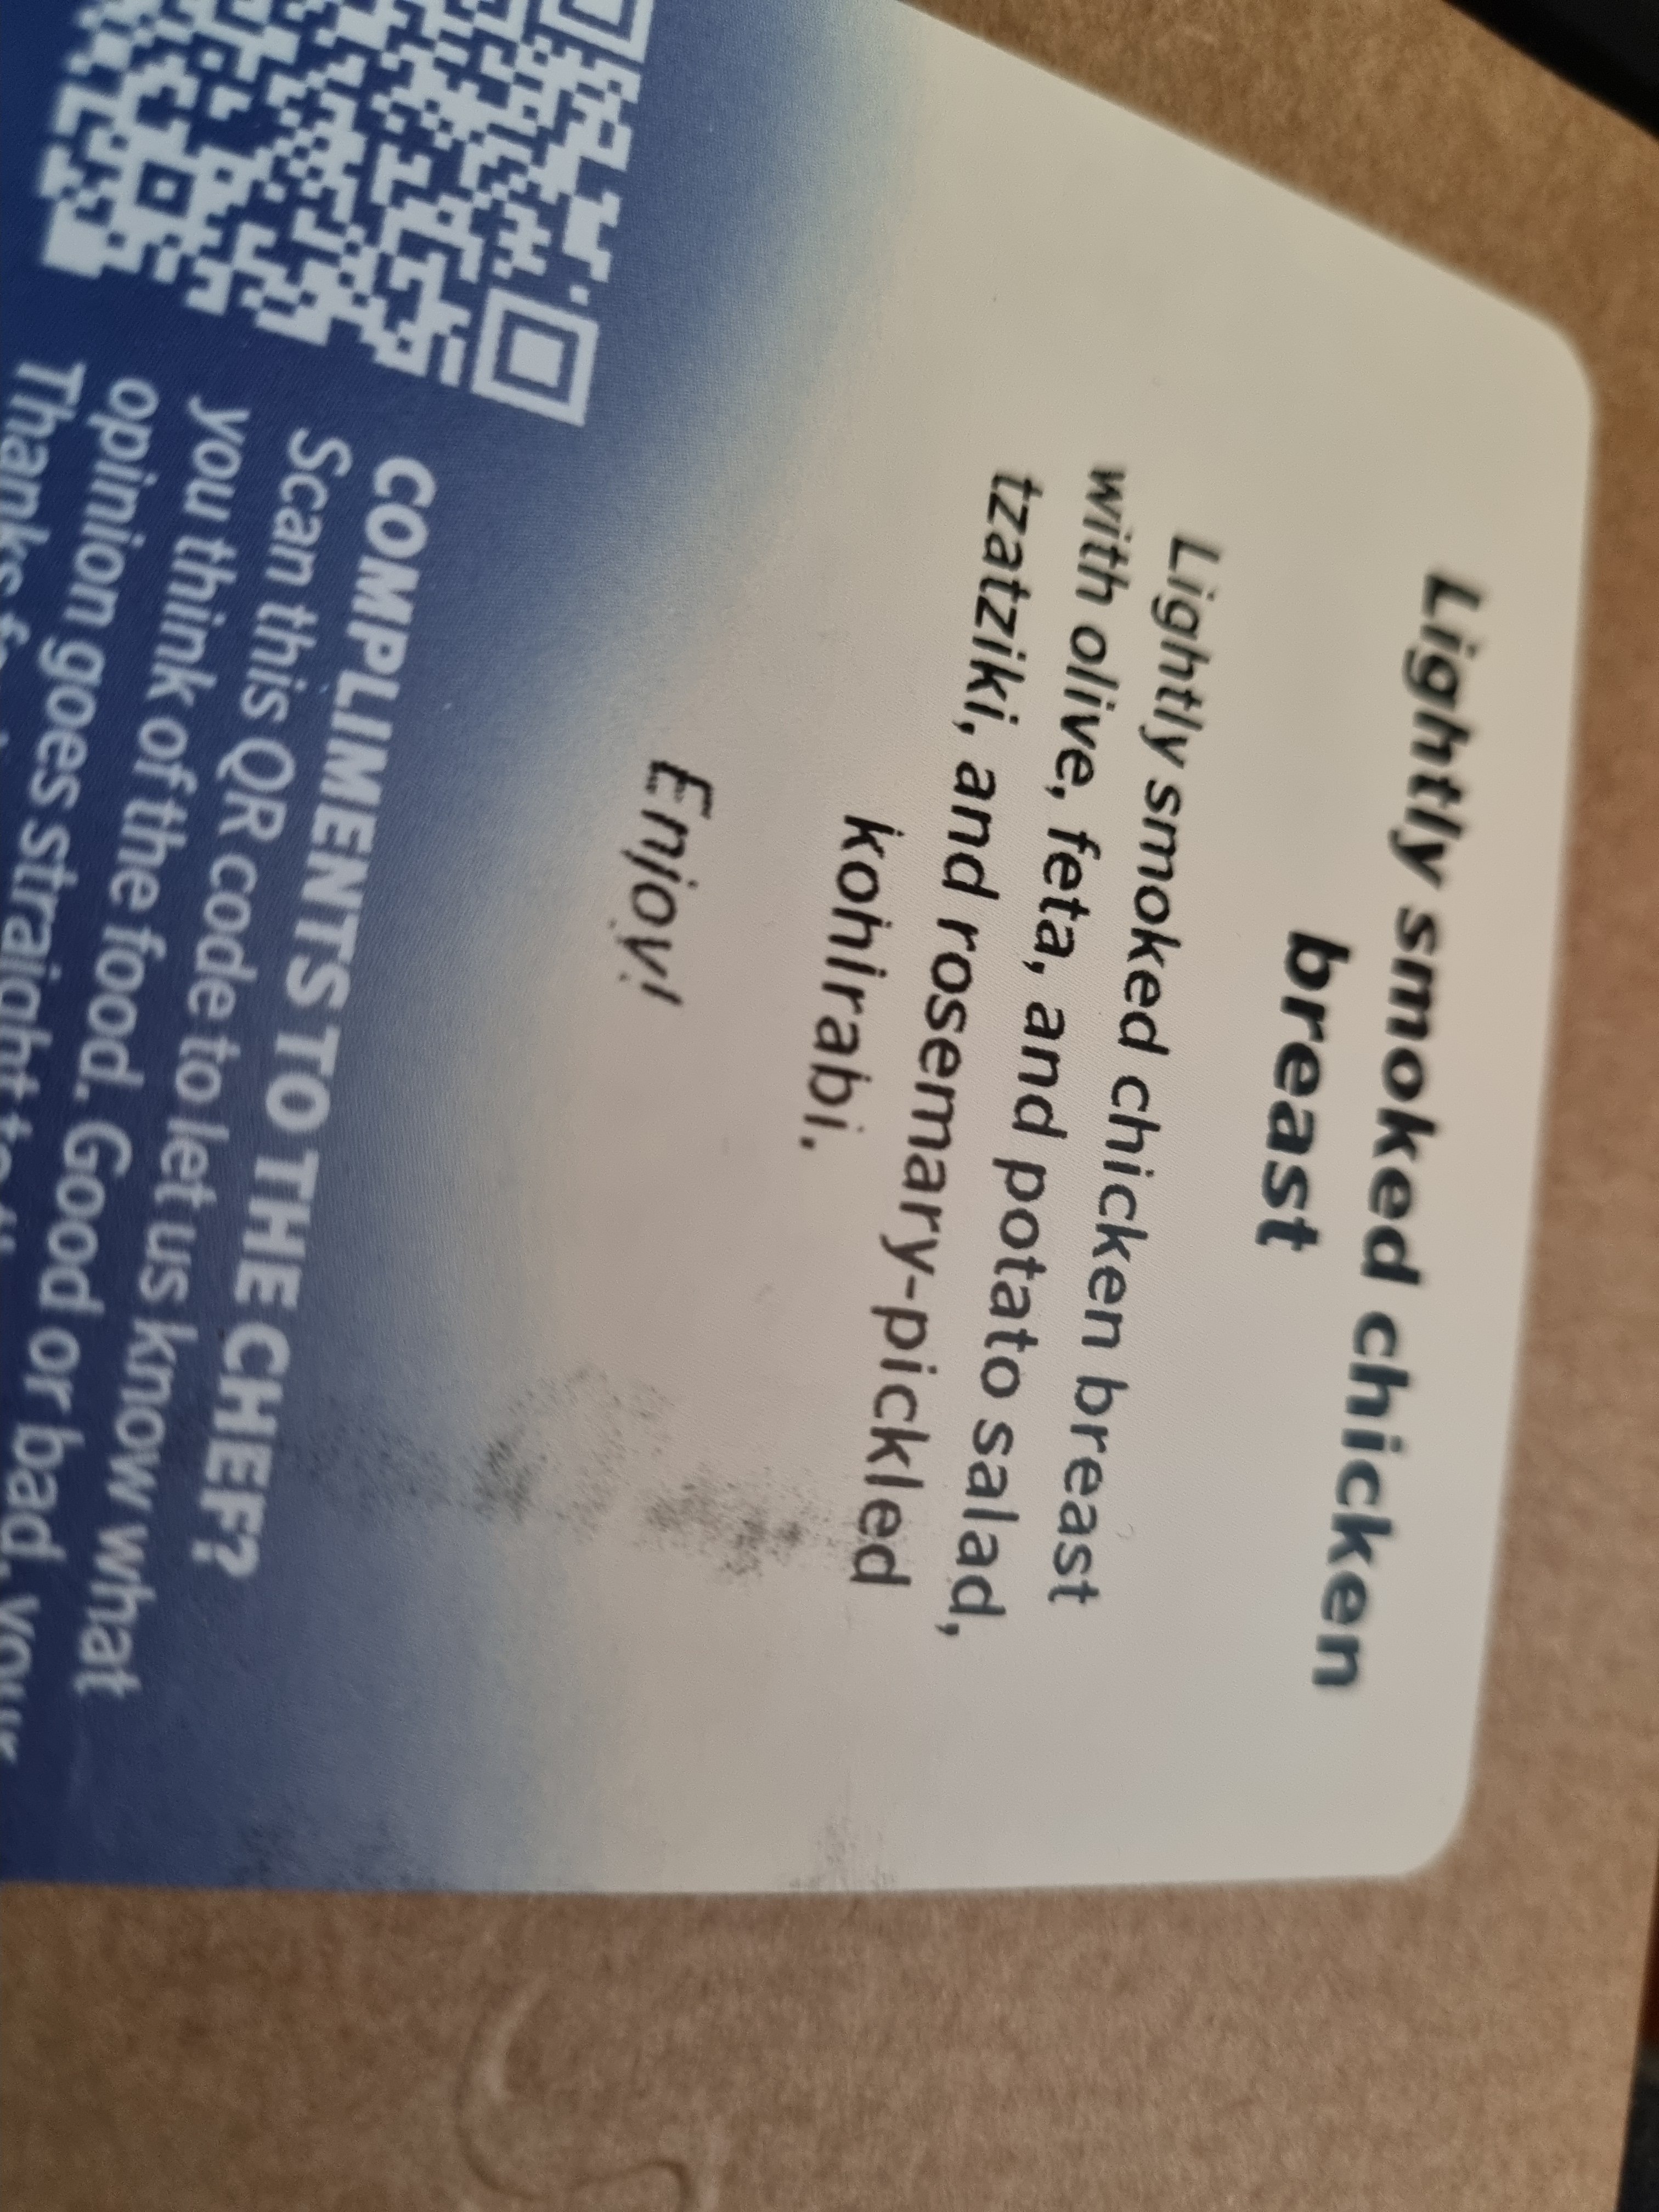 Lightly smoked chicken
breast
Lightly smoked chicken breast
with olive, feta, and potato salad,
tzatziki, and rosemary-pickled
kohlrabi.
Enjoy!
COMPLIMENTS TO THE CHEF?
Scan this QR code to let us know what
you think of the food. Good or bad, your
opinion goes straight to
Thanks